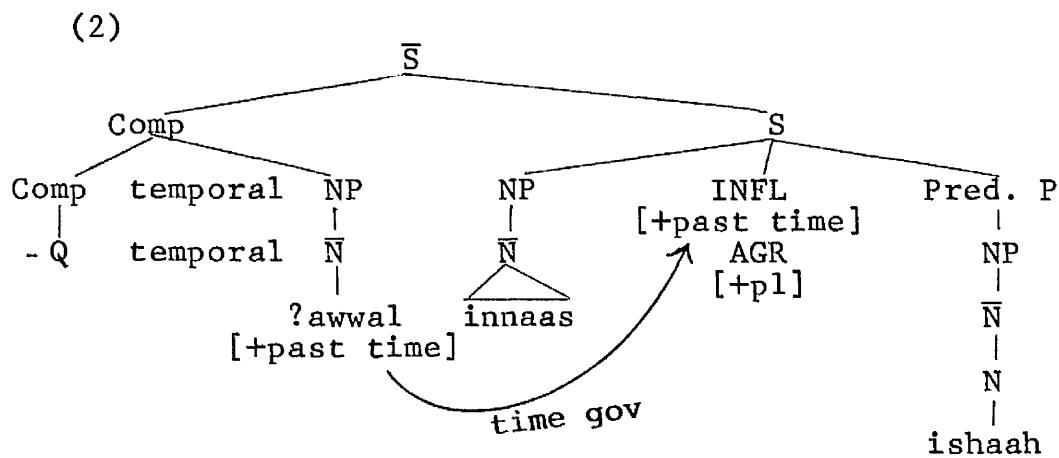 (2)
S̅
Comp S
Comp temporal NP NP INFL Pred. P
[+past time]
- Q temporal N̅ N̅ AGR NP
[+pl]
?awwal innaas N̅
[+past time]
N
time gov
ishaah